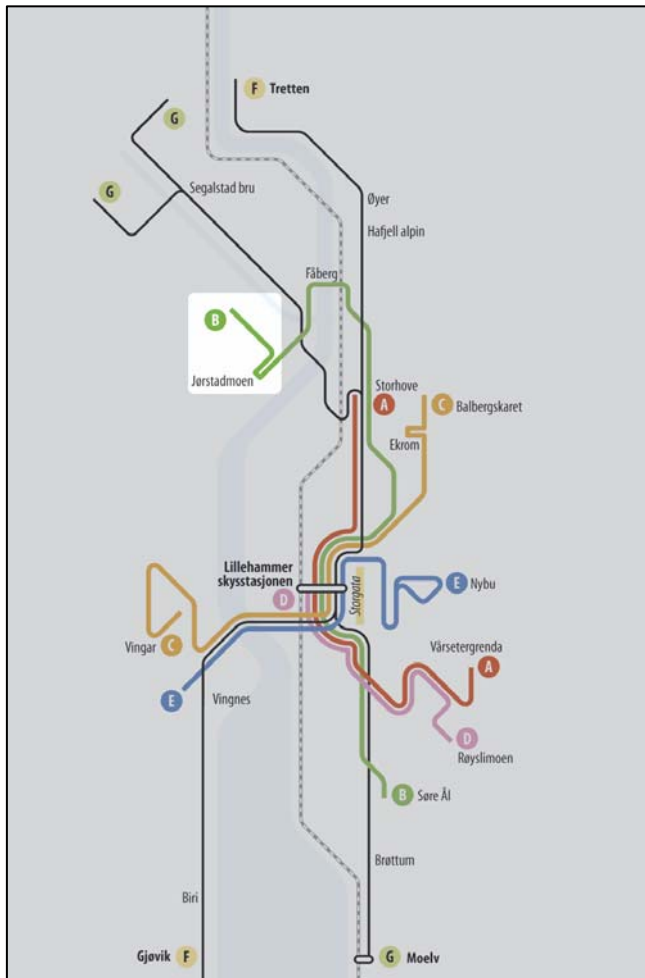 F Tretten
G
G
Segalstad bru
Øyer
Hafjell alpin
Fåberg
B
Jørstadmoen
Storhove
A
C Balbergskaret
Ekrom
Lillehammer
skysstasjonen
D
Storgata
E Nybu
Vingar C
Vårsetergrenda
A
E
Vingnes
D
Røyslimoen
B Søre Ål
Brøttum
Biri
Gjøvik F
G Moelv